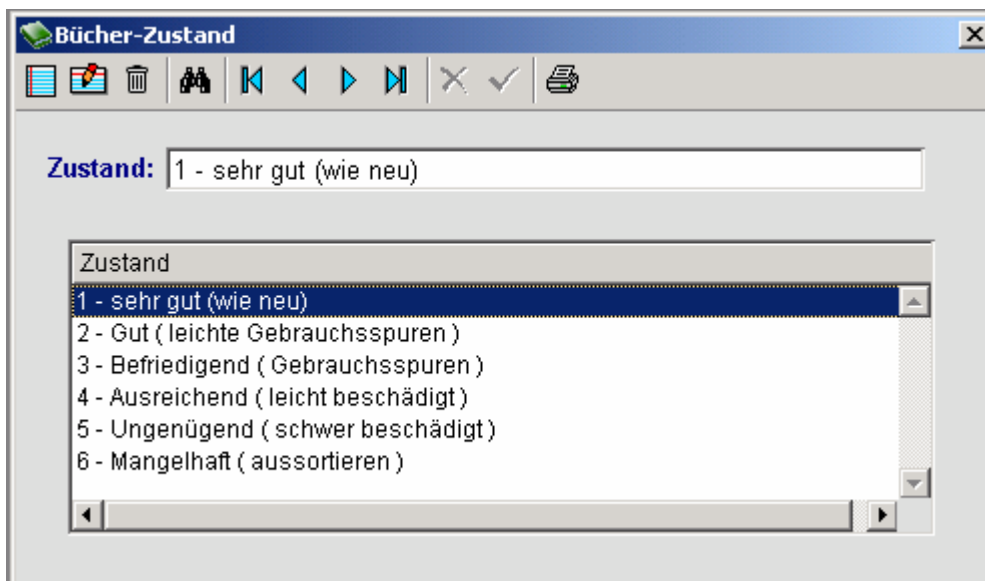 Bücher-Zustand
Zustand: 1 - sehr gut (wie neu)
Zustand
1 - sehr gut (wie neu)
2 - Gut ( leichte Gebrauchsspuren )
3 - Befriedigend ( Gebrauchsspuren )
4 - Ausreichend ( leicht beschädigt )
5 - Ungenügend ( schwer beschädigt )
6 - Mangelhaft ( aussortieren )